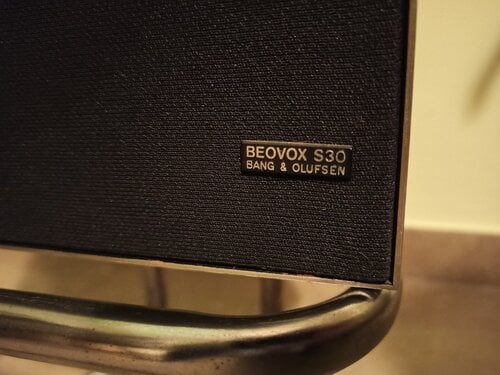 BEOVOX S30
BANG & OLUFSEN